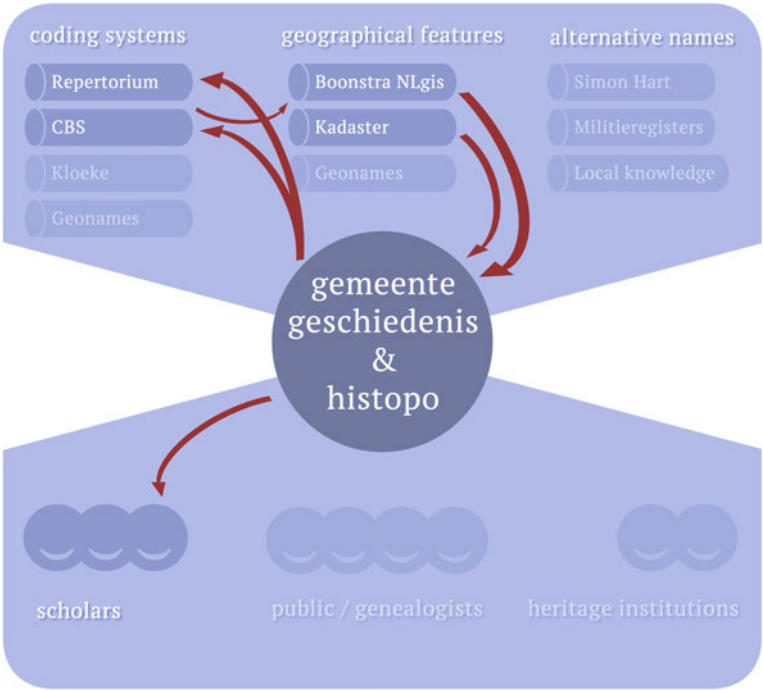 coding systems
Repertorium
CBS
Kloeke
Geonames
geographical features
Boonstra NLgis
Kadaster
Geonames
alternative names
Simon Hart
Militieregisters
Local knowledge
gemeente
geschiedenis
&
histopo
scholars
public / genealogists
heritage institutions